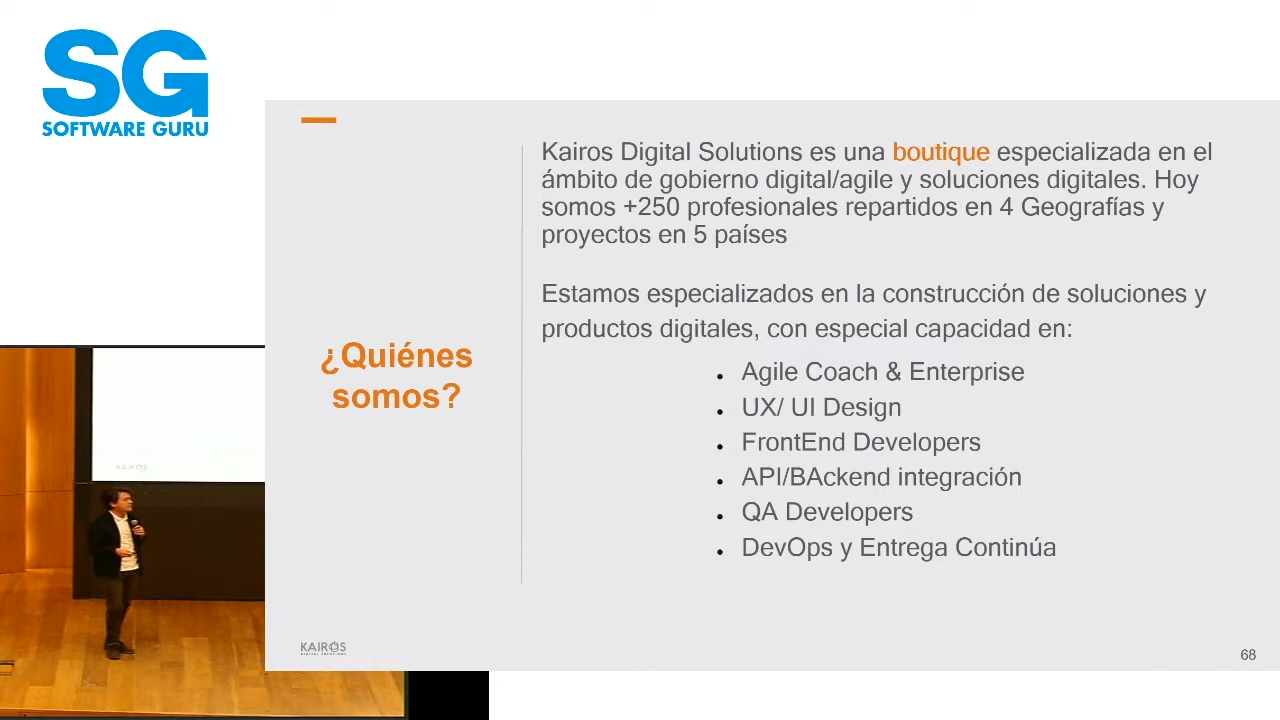 SG
SOFTWARE GURU
Kairos Digital Solutions es una boutique especializada en el
ámbito de gobierno digital/agile y soluciones digitales. Hoy
somos +250 profesionales repartidos en 4 Geografías y
proyectos en 5 países
Estamos especializados en la construcción de soluciones y
productos digitales, con especial capacidad en:
¿Quiénes
somos?
• Agile Coach & Enterprise
• UX/ UI Design
• FrontEnd Developers
• API/BAckend integración
• QA Developers
• DevOps y Entrega Continúa
KAIROS
DIGITAL SOLUTIONS
68
KAIROS